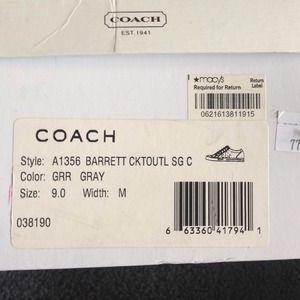 COACH
EST. 1941
★macy's
Return
Required for Return
Label
0621613811915
COACH
77
Style: A1356 BARRETT CKTOUTL SG C
Color: GRR GRAY
Size: 9.0 Width: M
038190
6 63360 41794 1